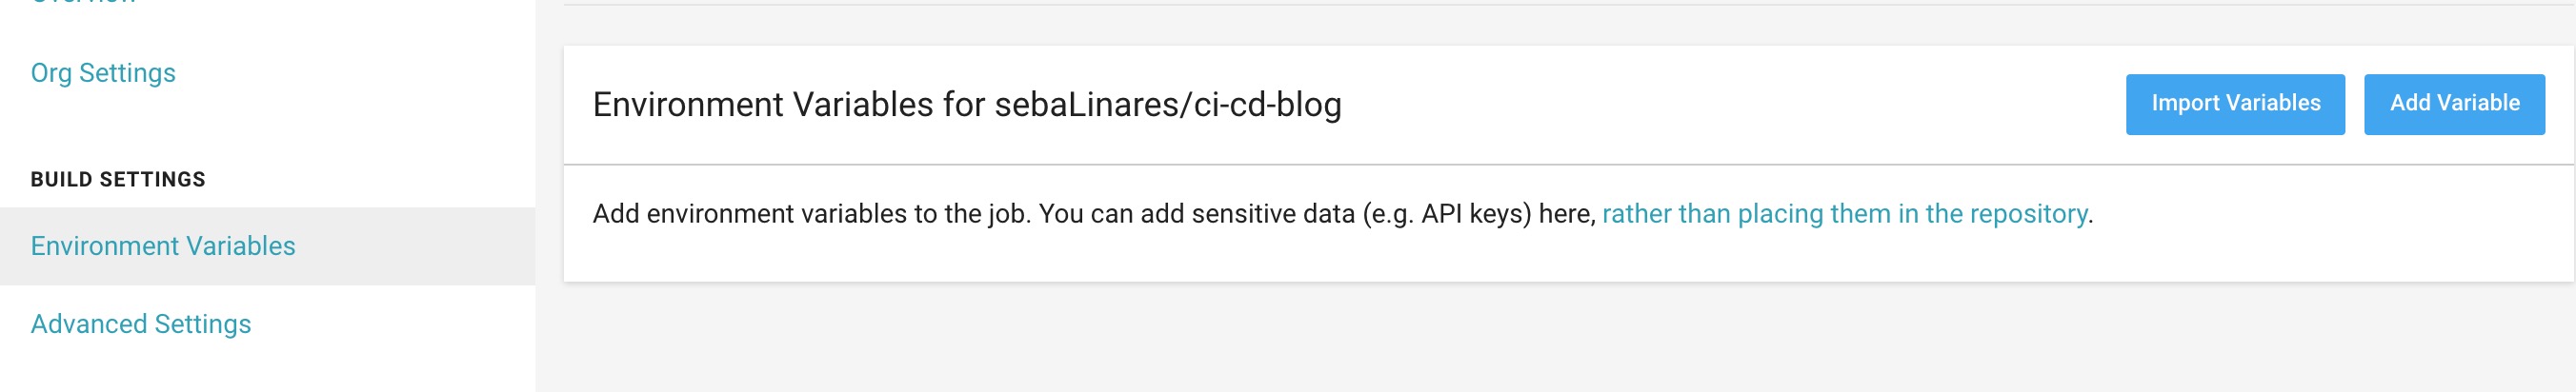 Org Settings
BUILD SETTINGS
Environment Variables
Advanced Settings
Environment Variables for sebaLinares/ci-cd-blog
Import Variables
Add Variable
Add environment variables to the job. You can add sensitive data (e.g. API keys) here, rather than placing them in the repository.